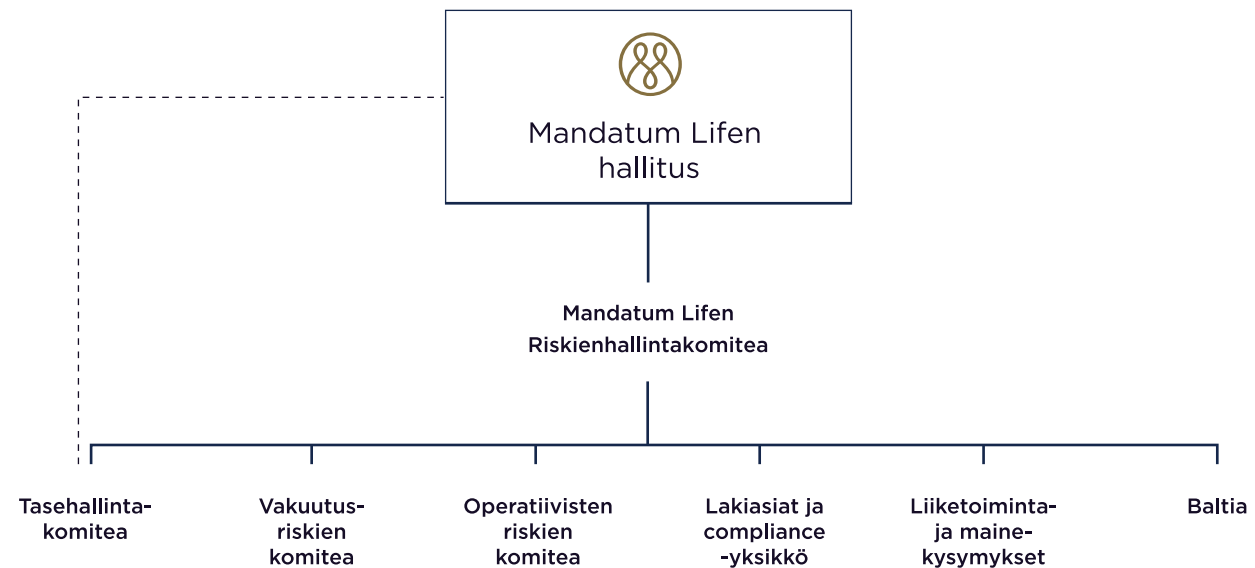 Mandatum Lifen
hallitus
Mandatum Lifen
Riskienhallintakomitea
Tasehallinta-
komitea
Vakuutus-
riskien
komitea
Operatiivisten
riskien
komitea
Lakiasiat ja
compliance
-yksikkö
Liiketoiminta-
ja maine-
kysymykset
Baltia